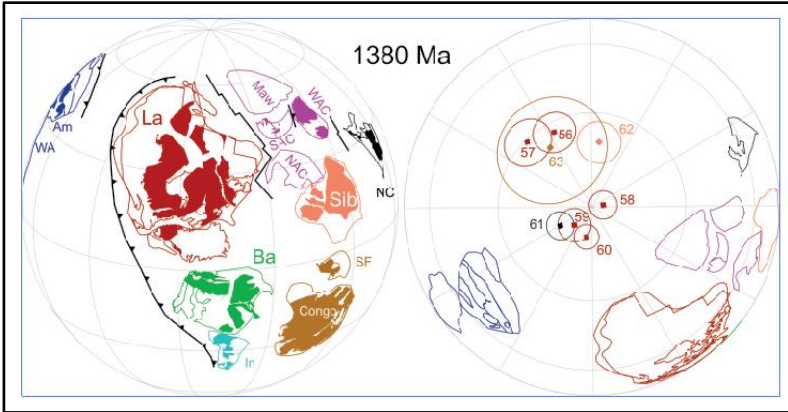 1380 Ma
Am
WA
La
Maw
WAC
SAC
NAC
NC
Sib
Ba
SF
Congo
In
56
57
63
62
58
59
61
60